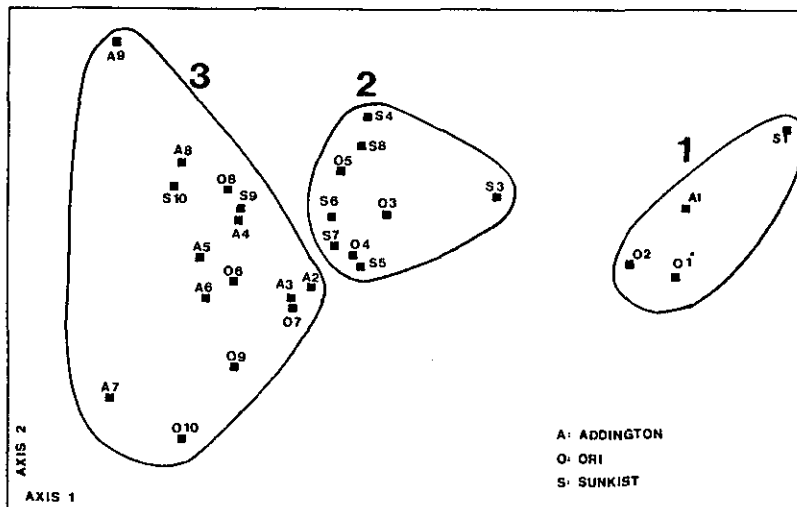 A9
3
2
S4
S8
1
S1
A8
O5
S10
O8
S9
A4
S3
A1
S6
O3
A5
S7
O4
S5
O2
O1
O6
A6
A3
A2
O7
O9
A7
O10
A: ADDINGTON
O: ORI
S: SUNKIST
AXIS 2
AXIS 1